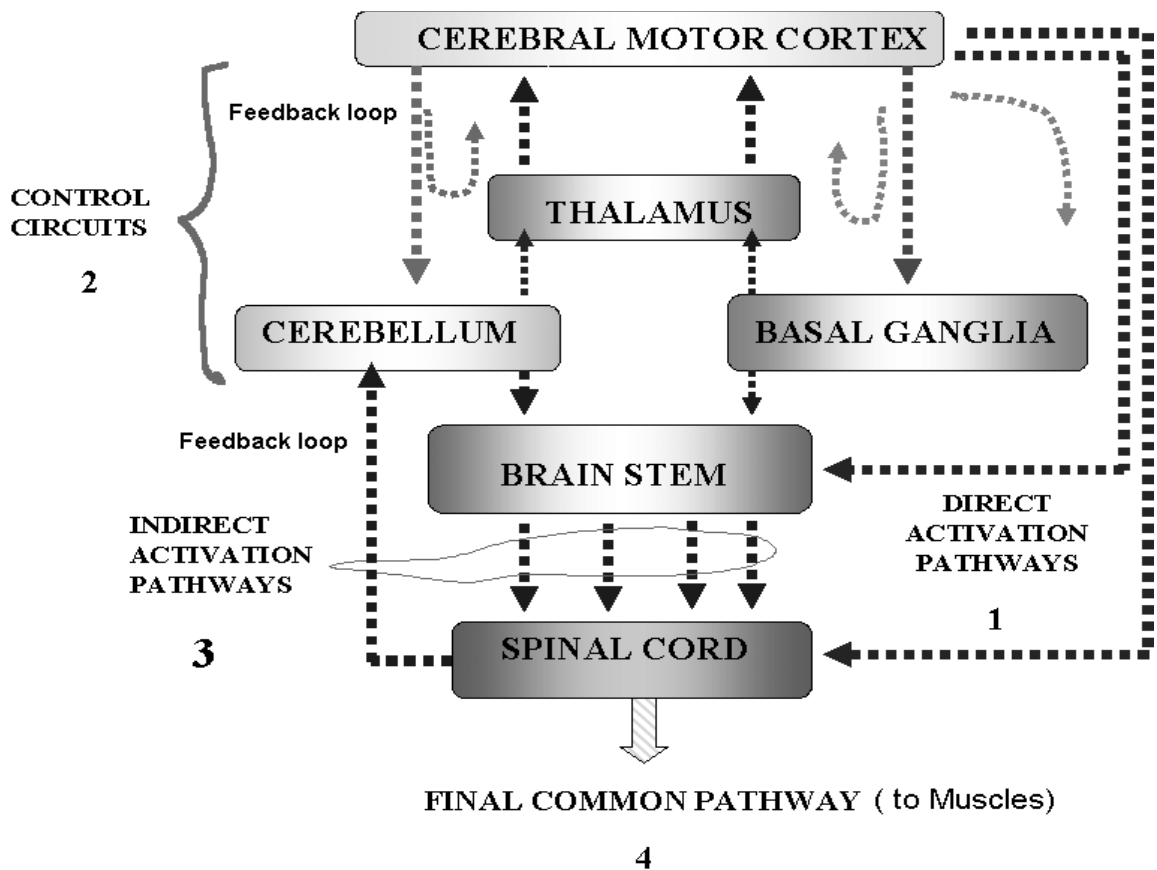 CEREBRAL MOTOR CORTEX
Feedback loop
CONTROL
CIRCUITS
2
THALAMUS
CEREBELLUM
BASAL GANGLIA
Feedback loop
BRAIN STEM
INDIRECT
ACTIVATION
PATHWAYS
3
DIRECT
ACTIVATION
PATHWAYS
1
SPINAL CORD
FINAL COMMON PATHWAY ( to Muscles)
4